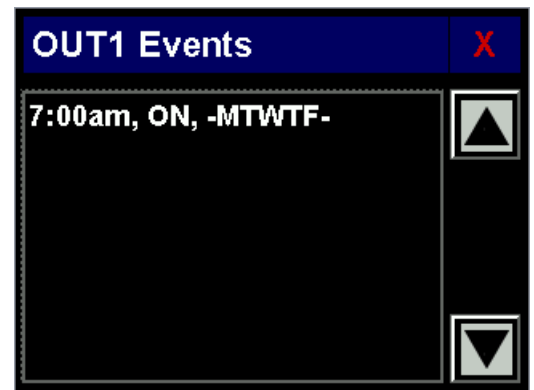 OUT1 Events X
7:00am, ON, -MTWTF-